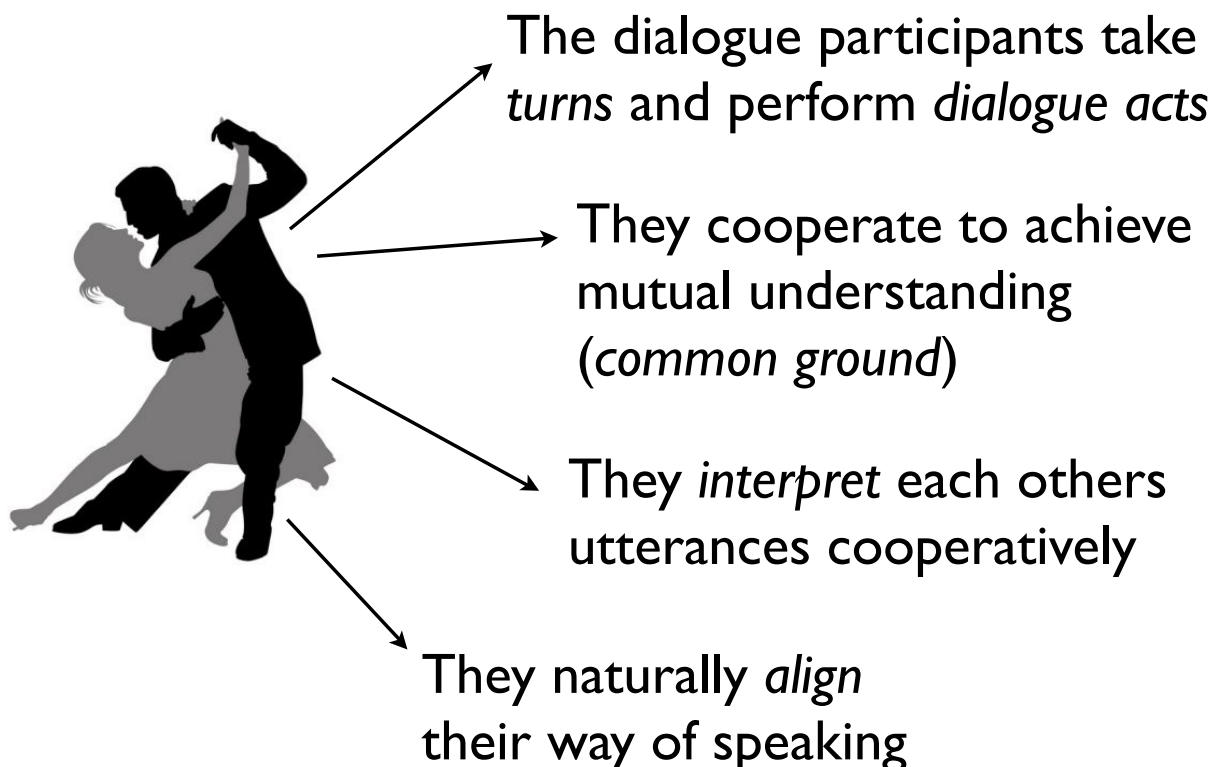 The dialogue participants take
turns and perform dialogue acts
They cooperate to achieve
mutual understanding
(common ground)
They interpret each others
utterances cooperatively
They naturally align
their way of speaking